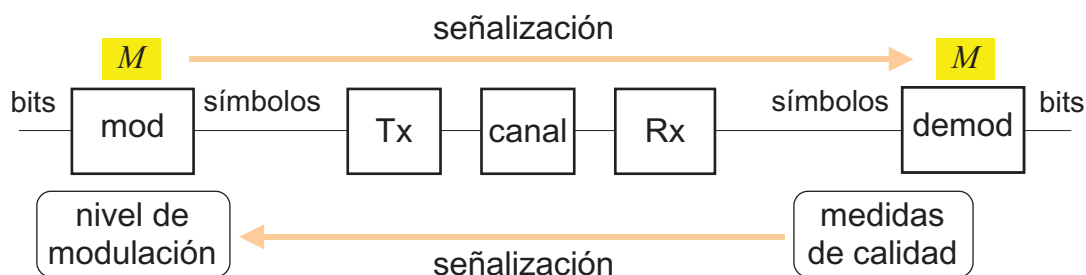 señalización
M
M
bits
símbolos
símbolos
bits
mod
Tx
canal
Rx
demod
nivel de
modulación
medidas
de calidad
señalización